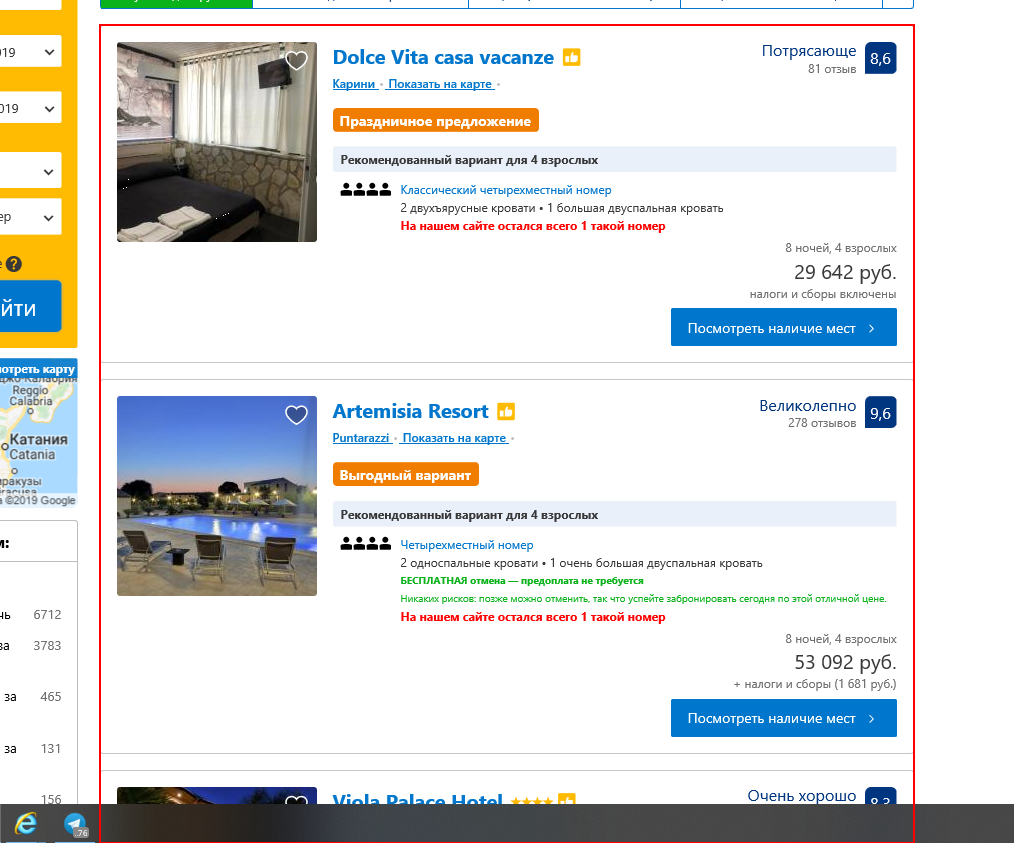 019
2019
ер
е ?
йти
отреть карту
Reggio
Calabria
Катания
Catania
ракузы
©2019 Google
м:
нь 6712
ва 3783
за 465
за 131
156
Dolce Vita casa vacanze
Карини • Показать на карте •
Потрясающе 8,6
81 отзыв
Праздничное предложение
Рекомендованный вариант для 4 взрослых
Классический четырехместный номер
2 двухъярусные кровати • 1 большая двуспальная кровать
На нашем сайте остался всего 1 такой номер
8 ночей, 4 взрослых
29 642 руб.
налоги и сборы включены
Посмотреть наличие мест
Artemisia Resort
Puntarazzi • Показать на карте •
Великолепно 9,6
278 отзывов
Выгодный вариант
Рекомендованный вариант для 4 взрослых
Четырехместный номер
2 односпальные кровати • 1 очень большая двуспальная кровать
БЕСПЛАТНАЯ отмена — предоплата не требуется
Никаких рисков: позже можно отменить, так что успейте забронировать сегодня по этой отличной цене.
На нашем сайте остался всего 1 такой номер
8 ночей, 4 взрослых
53 092 руб.
+ налоги и сборы (1 681 руб.)
Посмотреть наличие мест
Viola Palace Hotel
Очень хорошо 8,3
.76